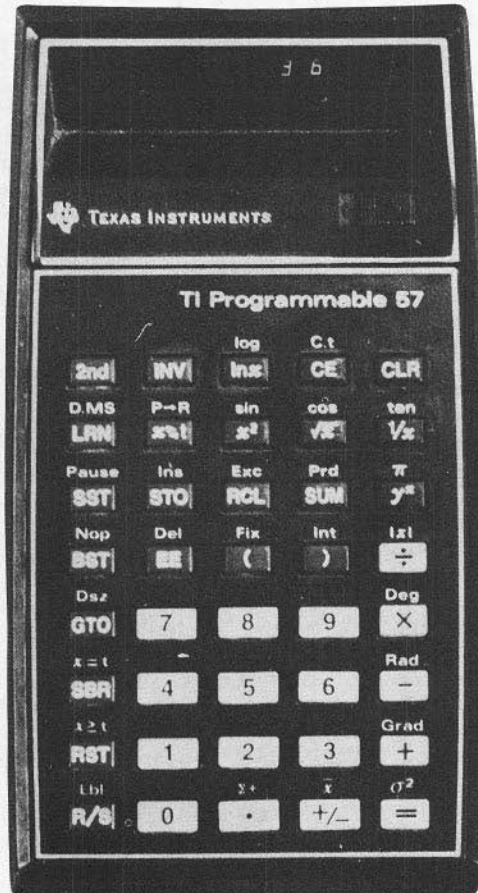 3 6
TEXAS INSTRUMENTS
TI Programmable 57
log C.t
2nd INV lnx CE CLR
D.MS P→R sin cos tan
LRN x⇄t x² √x 1/x
Pause Ins Exc Prd π
SST STO RCL SUM yˣ
Nop Del Fix Int |x|
BST EE ( ) ÷
Dsz Deg
GTO 7 8 9 ×
x = t Rad
SBR 4 5 6 −
x ≥ t Grad
RST 1 2 3 +
Lbl Σ+ x̄ σ²
R/S 0 . +/− =